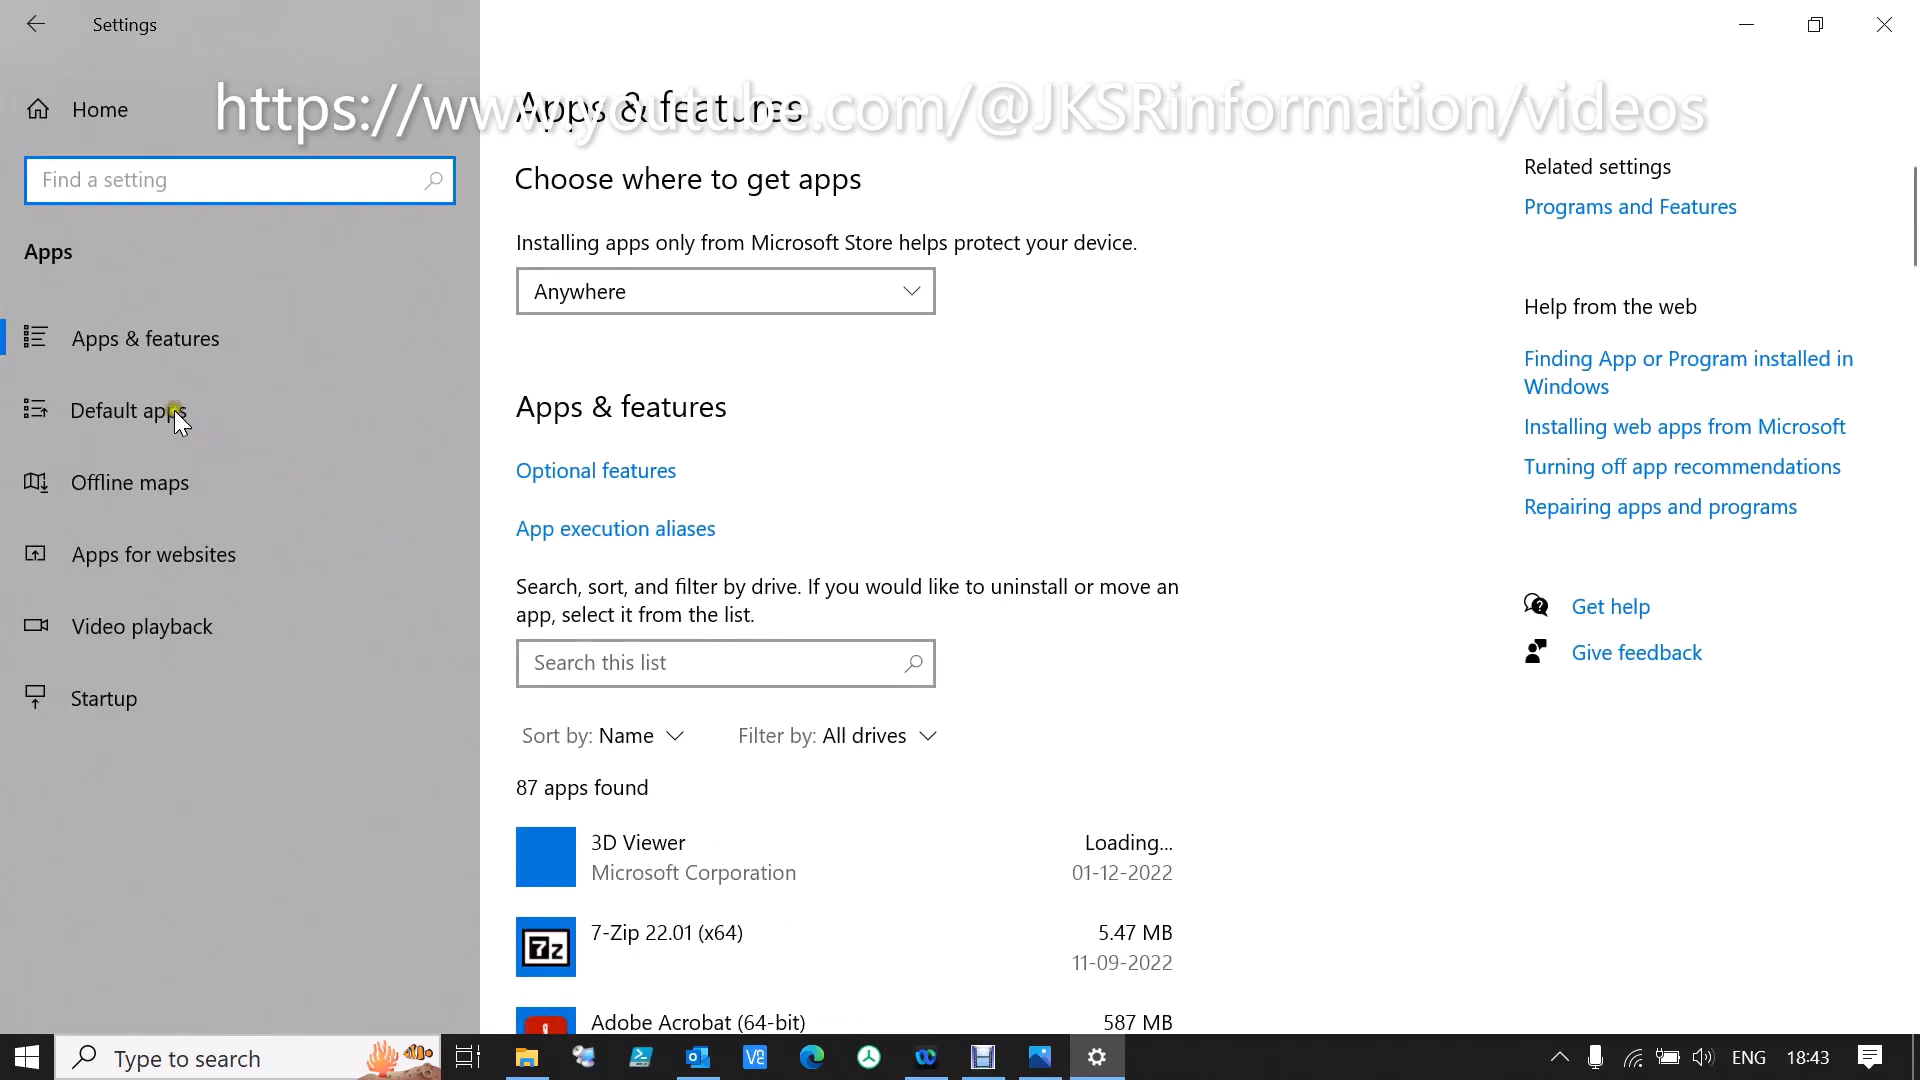 Settings
Home
https://www.youtube.com/@JKSRinformation/videos
Apps & features
Find a setting
Apps
Apps & features
Default apps
Offline maps
Apps for websites
Video playback
Startup
Choose where to get apps
Installing apps only from Microsoft Store helps protect your device.
Anywhere
Apps & features
Optional features
App execution aliases
Search, sort, and filter by drive. If you would like to uninstall or move an
app, select it from the list.
Search this list
Sort by: Name
Filter by: All drives
87 apps found
3D Viewer
Loading...
Microsoft Corporation
01-12-2022
7-Zip 22.01 (x64)
5.47 MB
7z
11-09-2022
Adobe Acrobat (64-bit)
587 MB
Related settings
Programs and Features
Help from the web
Finding App or Program installed in
Windows
Installing web apps from Microsoft
Turning off app recommendations
Repairing apps and programs
Get help
Give feedback
Type to search
ENG
18:43